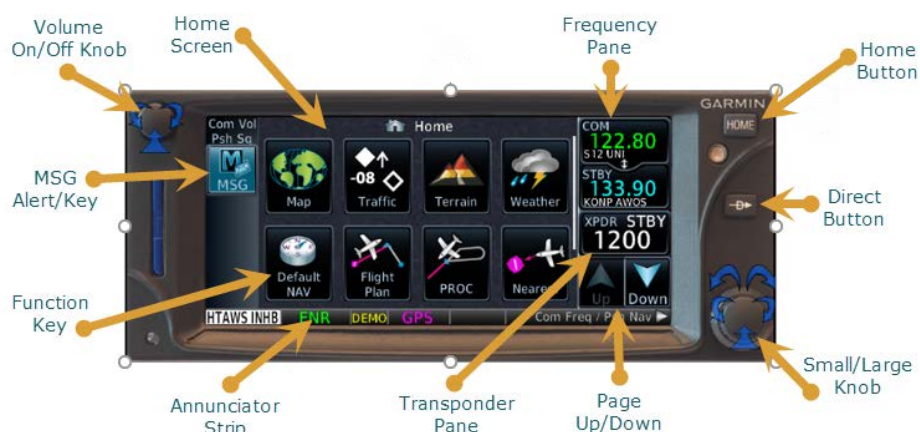 Volume
On/Off Knob
Home
Screen
Frequency
Pane
Home
Button
GARMIN
HOME
Com Vol
Psh Sq
Home
MSG
MSG
Alert/Key
Map
-08
Traffic
Terrain
Weather
COM
122.80
S12 UNI
STBY
133.90
KONP AWOS
D
Direct
Button
XPDR STBY
1200
Default
NAV
Flight
Plan
PROC
Up
Down
Function
Key
HTAWS INHB
ENR
DEMO
GPS
Com Freq / Nav
Small/Large
Knob
Annunciator
Strip
Transponder
Pane
Page
Up/Down